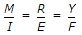 M/I = R/E = Y/F